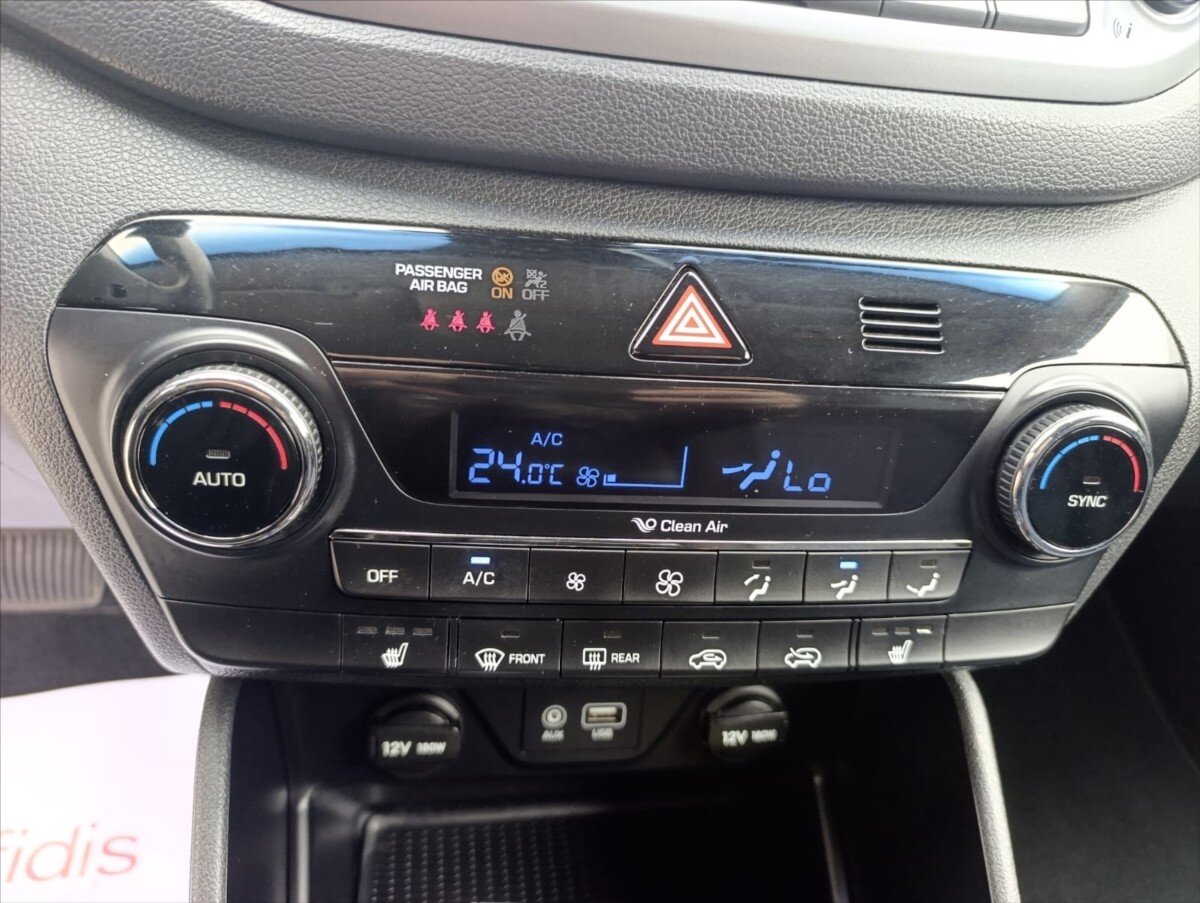 i
PASSENGER
AIR BAG
ON
OFF
2
A/C
24.0°C
Lo
AUTO
SYNC
Clean Air
OFF
A/C
FRONT
REAR
12V 180W
AUX
USB
12V 180W
fidis